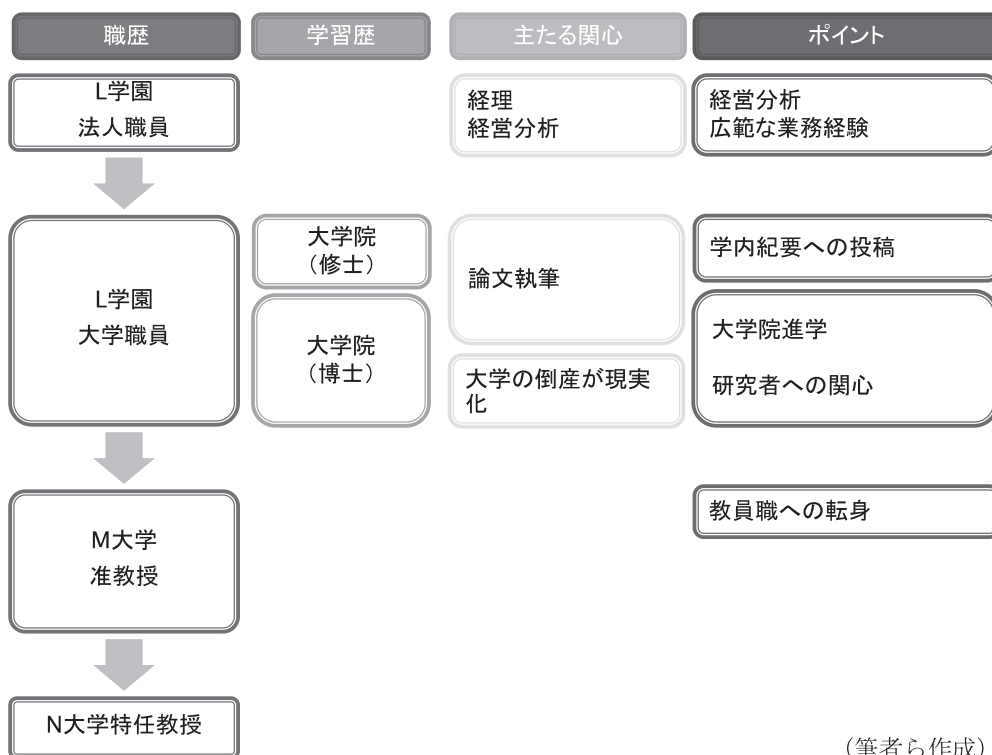 職歴
学習歴
主たる関心
ポイント
L学園
法人職員
経理
経営分析
経営分析
広範な業務経験
L学園
大学職員
大学院
（修士）
大学院
（博士）
論文執筆
大学の倒産が現実
化
学内紀要への投稿
大学院進学
研究者への関心
M大学
准教授
教員職への転身
N大学特任教授
（筆者ら作成）